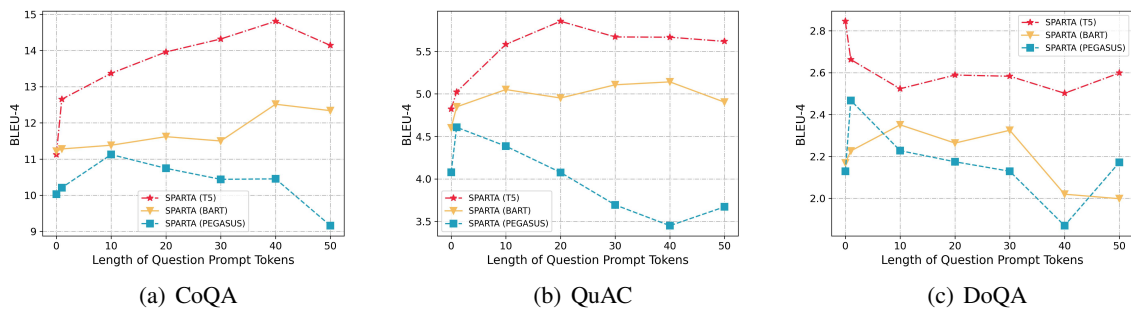 15
14
13
12
11
10
9
BLEU-4
SPARTA (T5)
SPARTA (BART)
SPARTA (PEGASUS)
0 10 20 30 40 50
Length of Question Prompt Tokens
(a) CoQA
5.5
5.0
4.5
4.0
3.5
BLEU-4
SPARTA (T5)
SPARTA (BART)
SPARTA (PEGASUS)
0 10 20 30 40 50
Length of Question Prompt Tokens
(b) QuAC
2.8
2.6
2.4
2.2
2.0
BLEU-4
SPARTA (T5)
SPARTA (BART)
SPARTA (PEGASUS)
0 10 20 30 40 50
Length of Question Prompt Tokens
(c) DoQA